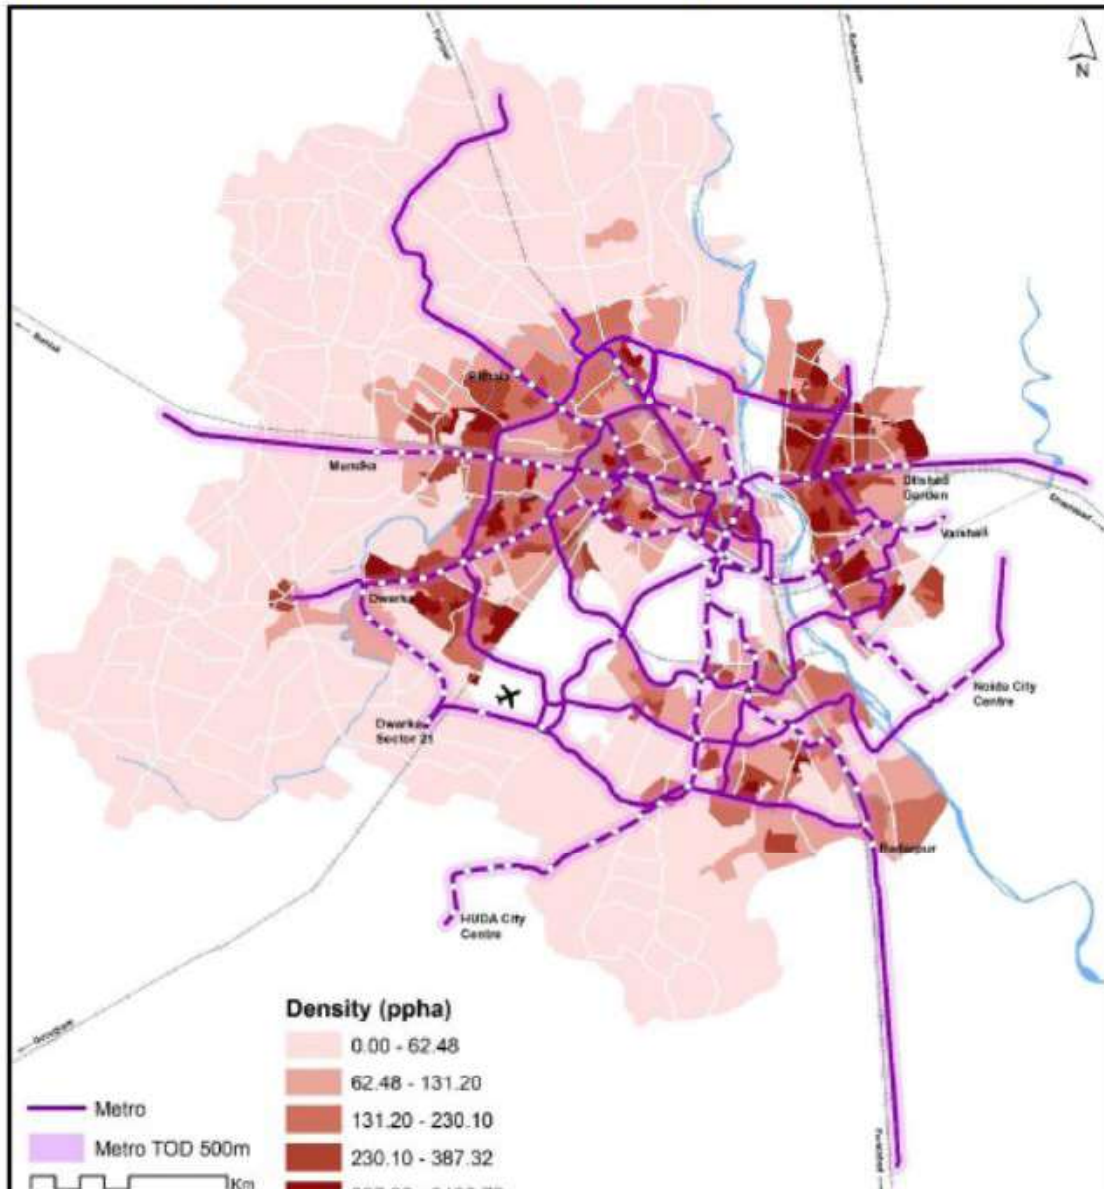 N
Rithala
Mundka
Dilshad
Garden
Vaishali
Dwarka
Noida City
Centre
Dwarka
Sector 21
Badarpur
HUDA City
Centre
Density (ppha)
0.00 - 62.48
62.48 - 131.20
131.20 - 230.10
230.10 - 387.32
Metro
Metro TOD 500m
Km